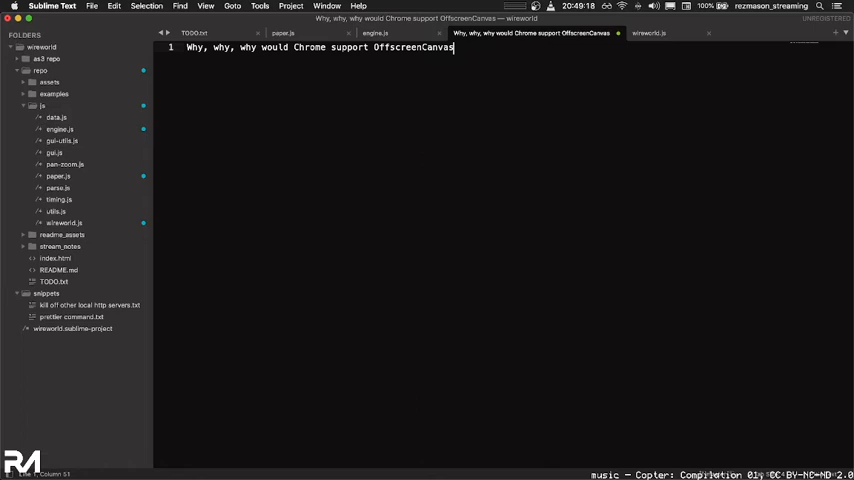 Sublime Text File Edit Selection Find View Goto Tools Project Window Help 100% 20:49:18 rezmason_streaming
Why, why, why would Chrome support OffscreenCanvas — wireworld UNREGISTERED
TODO.txt paper.js engine.js Why, why, why would Chrome support OffscreenCanvas wireworld.js
FOLDERS
wireworld
as3 repo
repo
assets
examples
js
data.js
engine.js
gui-utils.js
gui.js
pan-zoom.js
paper.js
parse.js
timing.js
utils.js
wireworld.js
readme_assets
stream_notes
index.html
README.md
TODO.txt
snippets
kill off other local http servers.txt
prettier command.txt
wireworld.sublime-project
1 Why, why, why would Chrome support OffscreenCanvas
RM
Line 1, Column 51
music – Copter: Compilation 01, CC BY-NC-ND 2.0